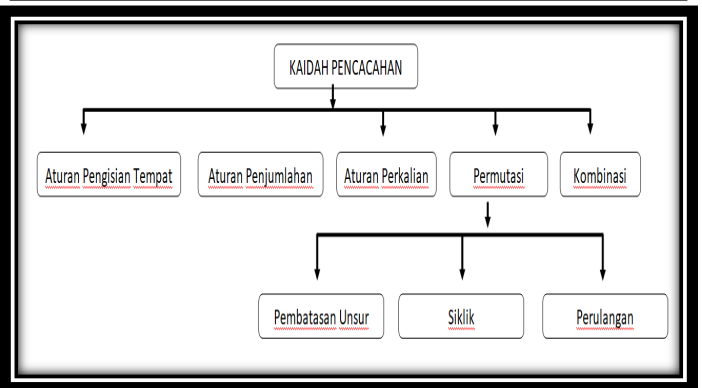 KAIDAH PENCACAHAN
Aturan Pengisian Tempat
Aturan Penjumlahan
Aturan Perkalian
Permutasi
Kombinasi
Pembatasan Unsur
Siklik
Perulangan